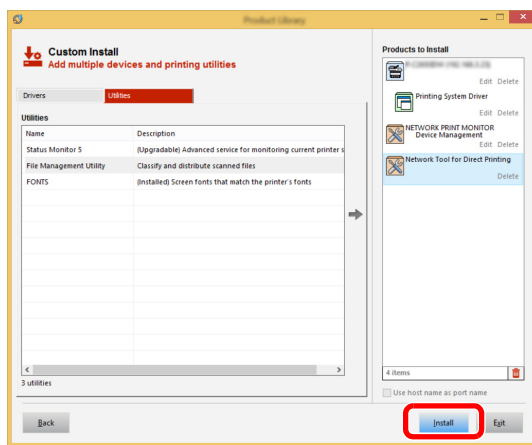 Product Library
Custom Install
Add multiple devices and printing utilities
Drivers
Utilities
Utilities
Name Description
Status Monitor 5 (Upgradable) Advanced service for monitoring current printer s
File Management Utility Classify and distribute scanned files
FONTS (Installed) Screen fonts that match the printer's fonts
3 utilities
Products to Install
Edit Delete
Printing System Driver
Edit Delete
NETWORK PRINT MONITOR
Device Management
Edit Delete
Network Tool for Direct Printing
Delete
4 items
Use host name as port name
Back
Install
Exit